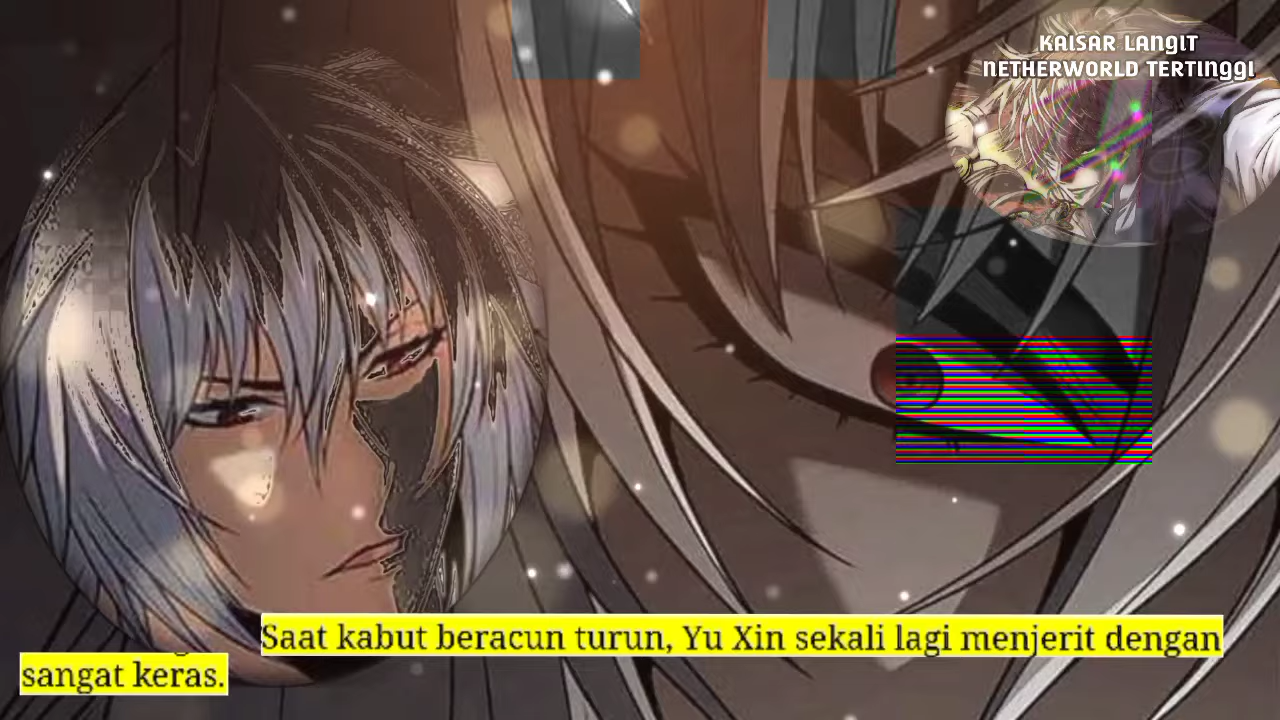 KAISAR LANGIT
NETHERWORLD TERTINGGI
Saat kabut beracun turun, Yu Xin sekali lagi menjerit dengan
sangat keras.